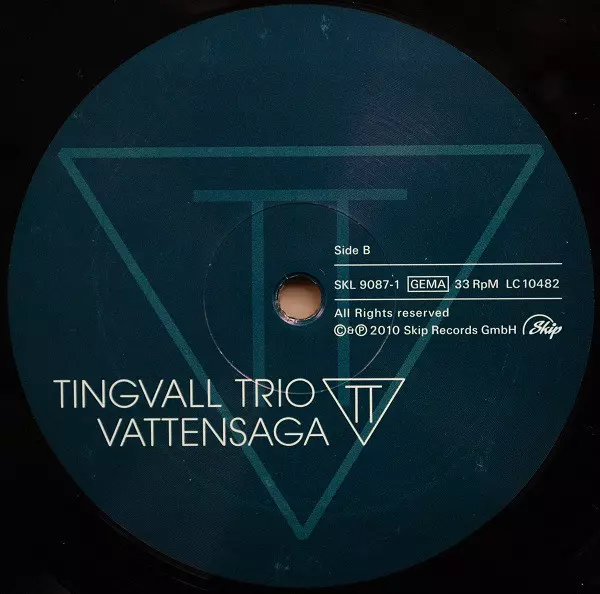 Side B
SKL 9087-1 GEMA 33 RpM LC 10482
All Rights reserved
©&℗ 2010 Skip Records GmbH Skip
TINGVALL TRIO TT
VATTENSAGA